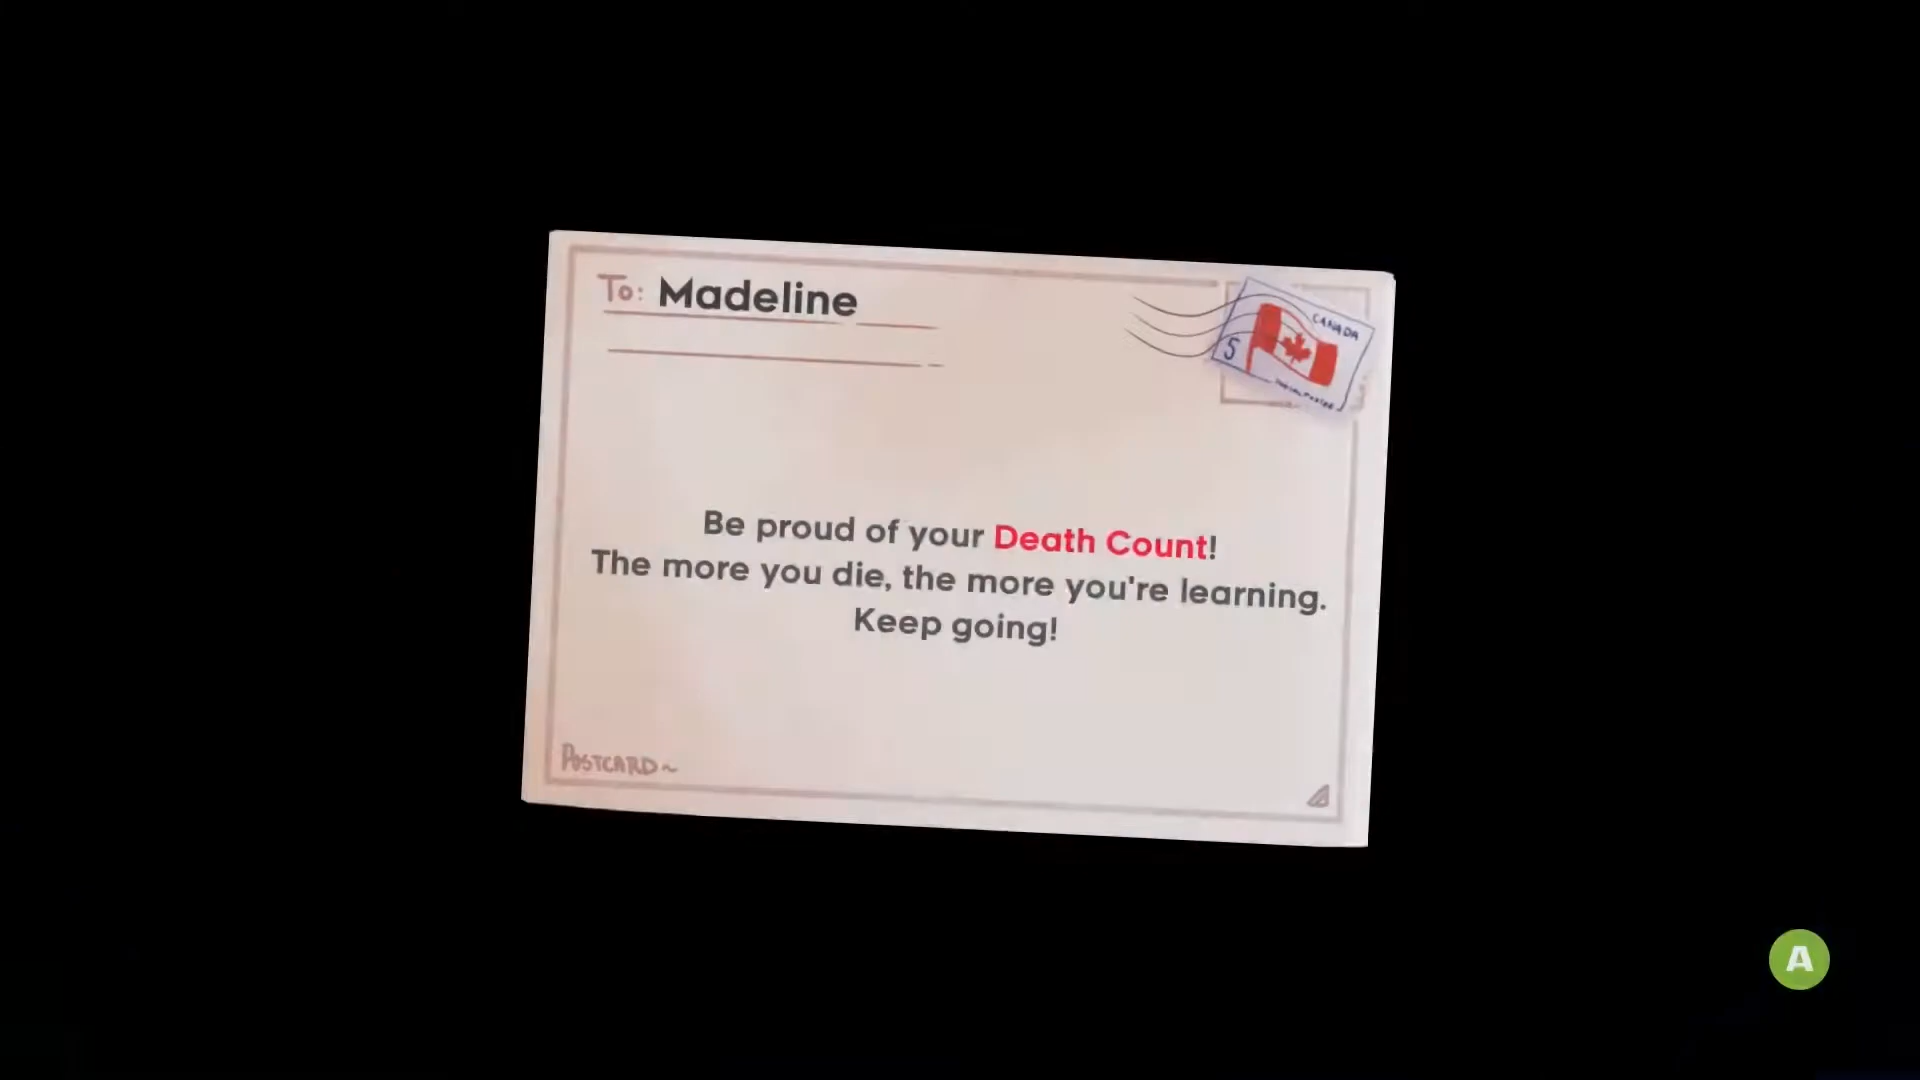 To: Madeline
CANADA
5
Be proud of your Death Count!
The more you die, the more you're learning.
Keep going!
POSTCARD~
A